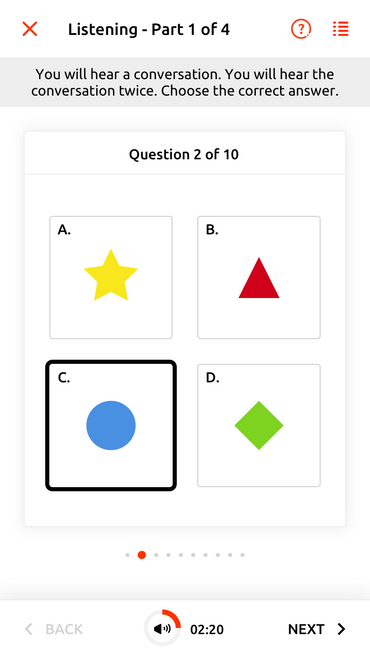 Listening - Part 1 of 4
?
You will hear a conversation. You will hear the
conversation twice. Choose the correct answer.
Question 2 of 10
A.
B.
C.
D.
BACK
02:20
NEXT